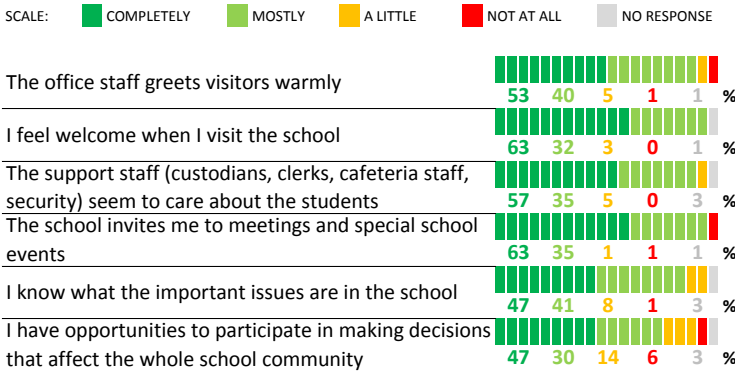 SCALE: COMPLETELY MOSTLY A LITTLE NOT AT ALL NO RESPONSE
The office staff greets visitors warmly
53 40 5 1 1 %
I feel welcome when I visit the school
63 32 3 0 1 %
The support staff (custodians, clerks, cafeteria staff,
security) seem to care about the students
57 35 5 0 3 %
The school invites me to meetings and special school
events
63 35 1 1 1 %
I know what the important issues are in the school
47 41 8 1 3 %
I have opportunities to participate in making decisions
that affect the whole school community
47 30 14 6 3 %